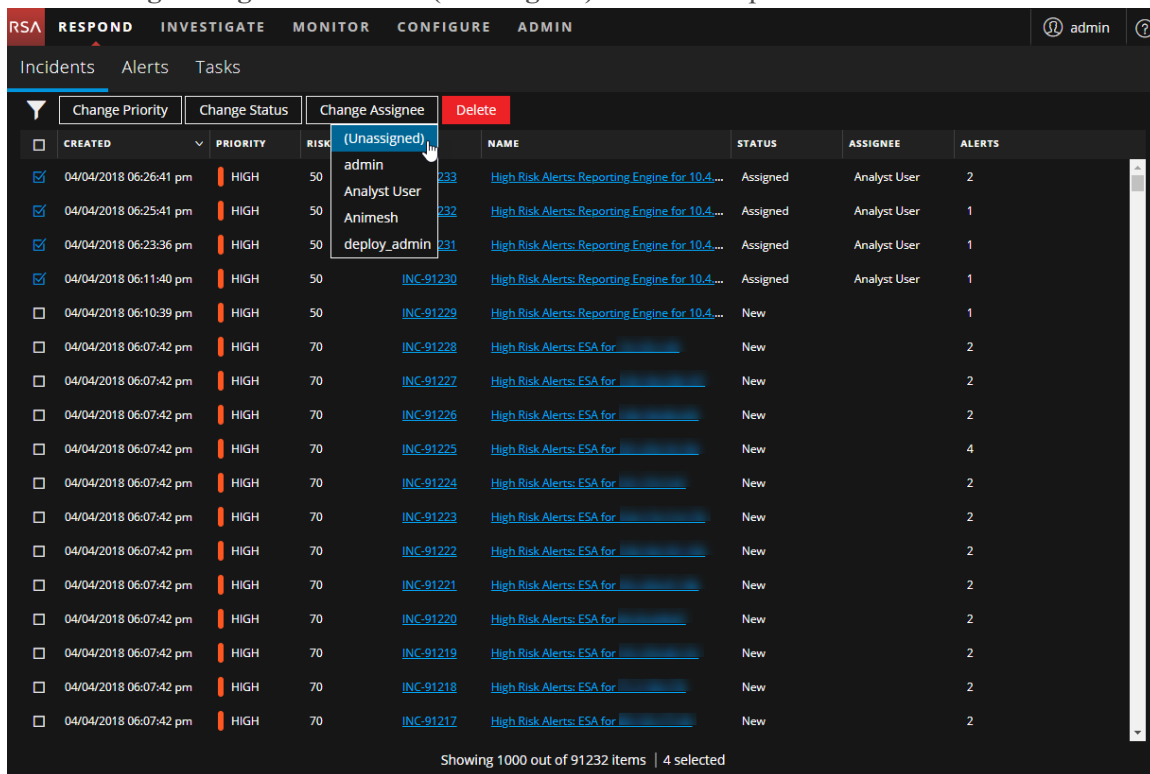 RSA RESPOND INVESTIGATE MONITOR CONFIGURE ADMIN admin ?
Incidents Alerts Tasks
Change Priority Change Status Change Assignee Delete
(Unassigned)
admin
Analyst User
Animesh
deploy_admin
CREATED PRIORITY RISK NAME STATUS ASSIGNEE ALERTS
04/04/2018 06:26:41 pm HIGH 50 233 High Risk Alerts: Reporting Engine for 10.4.... Assigned Analyst User 2
04/04/2018 06:25:41 pm HIGH 50 232 High Risk Alerts: Reporting Engine for 10.4.... Assigned Analyst User 1
04/04/2018 06:23:36 pm HIGH 50 231 High Risk Alerts: Reporting Engine for 10.4.... Assigned Analyst User 1
04/04/2018 06:11:40 pm HIGH 50 INC-91230 High Risk Alerts: Reporting Engine for 10.4.... Assigned Analyst User 1
04/04/2018 06:10:39 pm HIGH 50 INC-91229 High Risk Alerts: Reporting Engine for 10.4.... New 1
04/04/2018 06:07:42 pm HIGH 70 INC-91228 High Risk Alerts: ESA for New 2
04/04/2018 06:07:42 pm HIGH 70 INC-91227 High Risk Alerts: ESA for New 2
04/04/2018 06:07:42 pm HIGH 70 INC-91226 High Risk Alerts: ESA for New 2
04/04/2018 06:07:42 pm HIGH 70 INC-91225 High Risk Alerts: ESA for New 4
04/04/2018 06:07:42 pm HIGH 70 INC-91224 High Risk Alerts: ESA for New 2
04/04/2018 06:07:42 pm HIGH 70 INC-91223 High Risk Alerts: ESA for New 2
04/04/2018 06:07:42 pm HIGH 70 INC-91222 High Risk Alerts: ESA for New 2
04/04/2018 06:07:42 pm HIGH 70 INC-91221 High Risk Alerts: ESA for New 2
04/04/2018 06:07:42 pm HIGH 70 INC-91220 High Risk Alerts: ESA for New 2
04/04/2018 06:07:42 pm HIGH 70 INC-91219 High Risk Alerts: ESA for New 2
04/04/2018 06:07:42 pm HIGH 70 INC-91218 High Risk Alerts: ESA for New 2
04/04/2018 06:07:42 pm HIGH 70 INC-91217 High Risk Alerts: ESA for New 2
Showing 1000 out of 91232 items | 4 selected